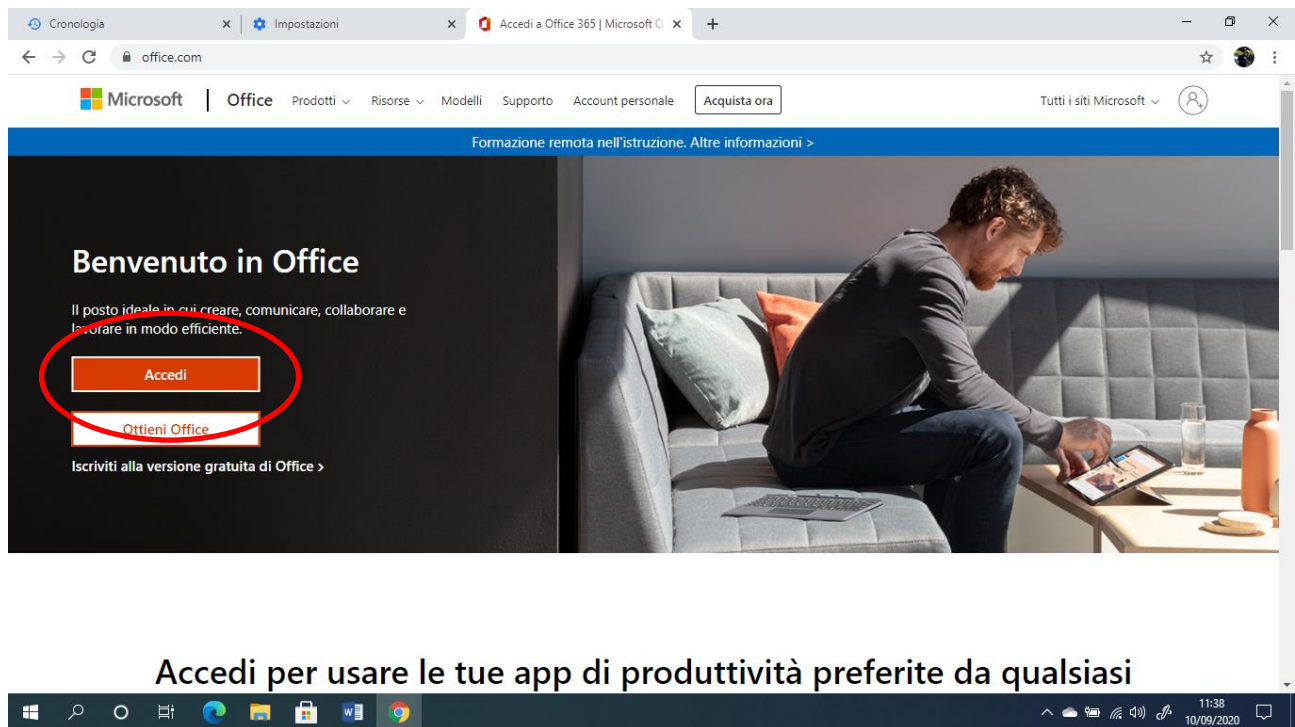 Cronologia
Impostazioni
Accedi a Office 365 | Microsoft O
office.com
Microsoft
Office Prodotti Risorse Modelli Supporto Account personale Acquista ora
Tutti i siti Microsoft
Formazione remota nell'istruzione. Altre informazioni >
Benvenuto in Office
Il posto ideale in cui creare, comunicare, collaborare e
lavorare in modo efficiente.
Accedi
Ottieni Office
Iscriviti alla versione gratuita di Office >
Accedi per usare le tue app di produttività preferite da qualsiasi
11:38
10/09/2020